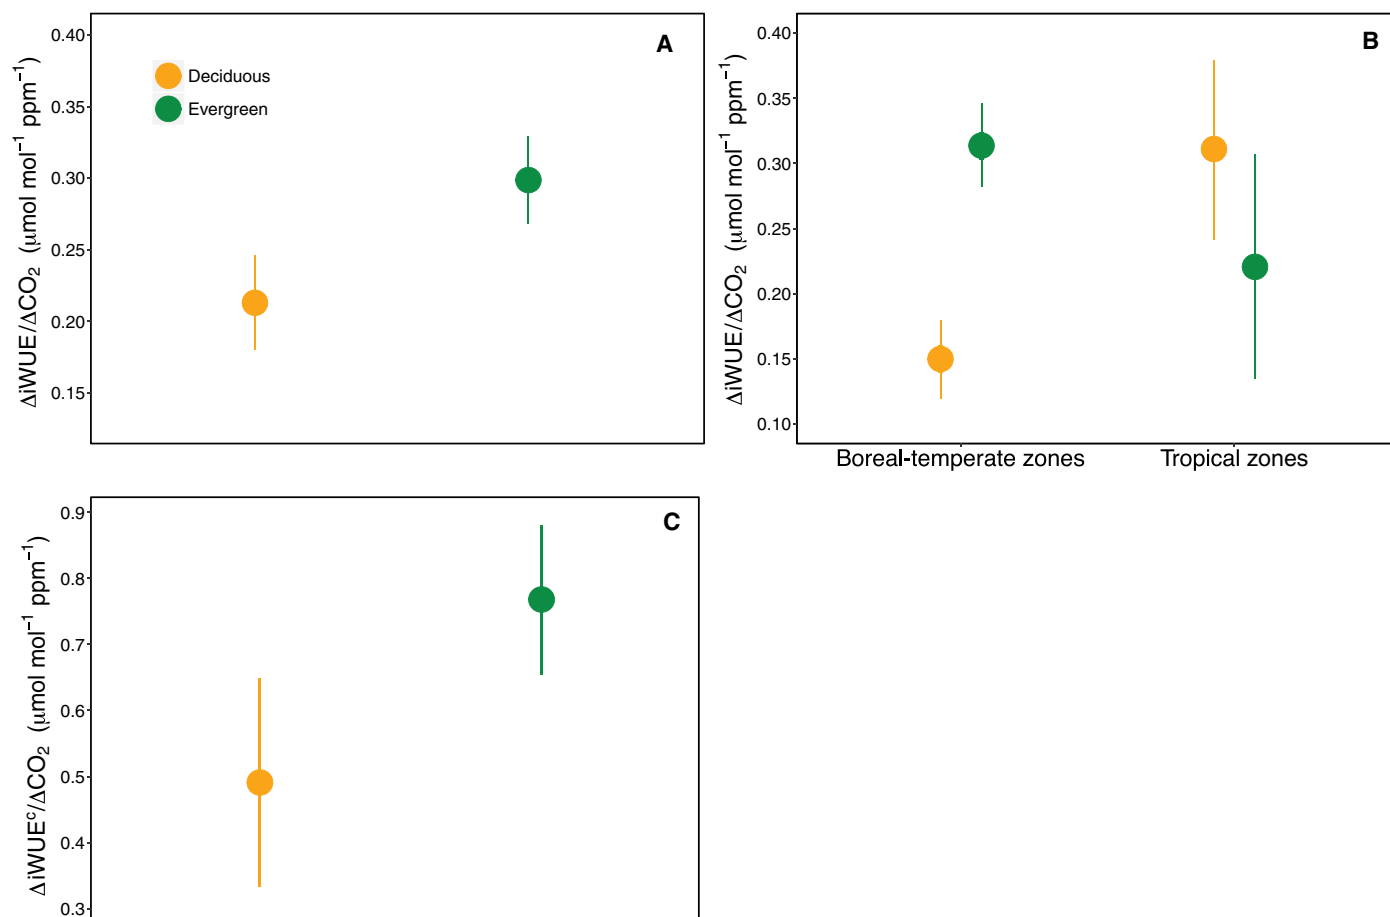 A
0.40
0.35
0.30
0.25
0.20
0.15
ΔiWUE/ΔCO₂ (μmol mol⁻¹ ppm⁻¹)
Deciduous
Evergreen
B
0.40
0.35
0.30
0.25
0.20
0.15
0.10
ΔiWUE/ΔCO₂ (μmol mol⁻¹ ppm⁻¹)
Boreal-temperate zones
Tropical zones
C
0.9
0.8
0.7
0.6
0.5
0.4
0.3
ΔiWUEᶜ/ΔCO₂ (μmol mol⁻¹ ppm⁻¹)